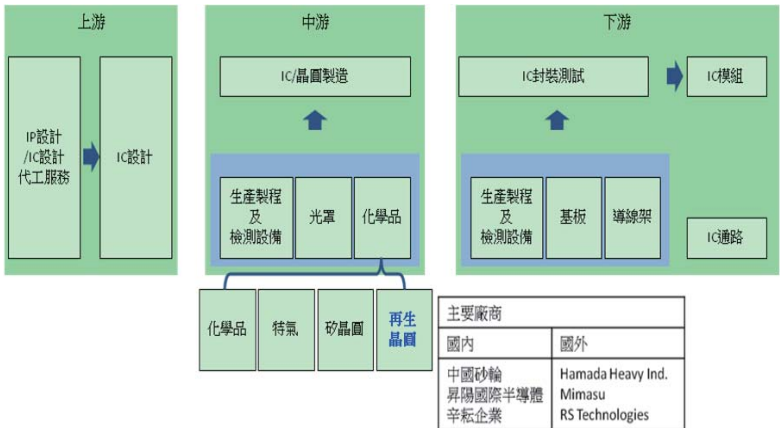 上游
中游
下游
IP設計
/IC設計
代工服務
IC設計
IC/晶圓製造
生產製程
及
檢測設備
光罩
化學品
IC封裝測試
IC模組
生產製程
及
檢測設備
基板
導線架
IC通路
化學品
特氣
矽晶圓
再生
晶圓
主要廠商
國內
國外
中國砂輪
昇陽國際半導體
辛耘企業
Hamada Heavy Ind.
Mimasu
RS Technologies